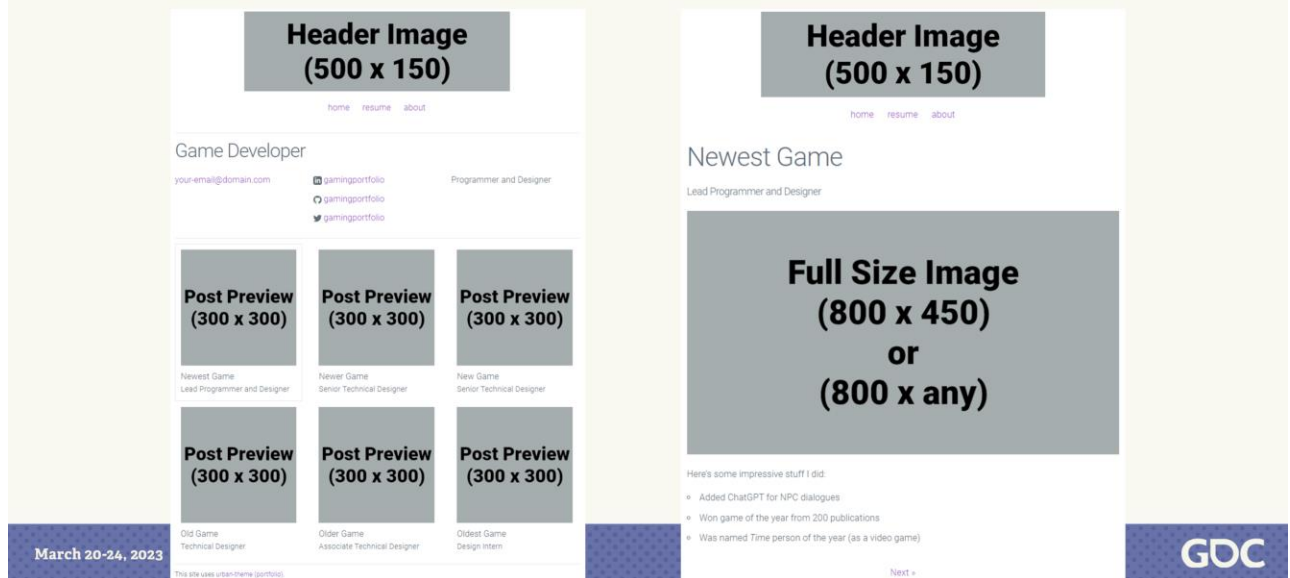 Header Image
(500 x 150)
home resume about
Game Developer
your-email@domain.com
gamingportfolio
gamingportfolio
gamingportfolio
Programmer and Designer
Post Preview
(300 x 300)
Newest Game
Lead Programmer and Designer
Post Preview
(300 x 300)
Newer Game
Senior Technical Designer
Post Preview
(300 x 300)
New Game
Senior Technical Designer
Post Preview
(300 x 300)
Old Game
Technical Designer
Post Preview
(300 x 300)
Older Game
Associate Technical Designer
Post Preview
(300 x 300)
Oldest Game
Design Intern
This site uses urban-theme (portfolio).
Header Image
(500 x 150)
home resume about
Newest Game
Lead Programmer and Designer
Full Size Image
(800 x 450)
or
(800 x any)
Here's some impressive stuff I did:
Added ChatGPT for NPC dialogues
Won game of the year from 200 publications
Was named Time person of the year (as a video game)
Next »
March 20-24, 2023
GDC